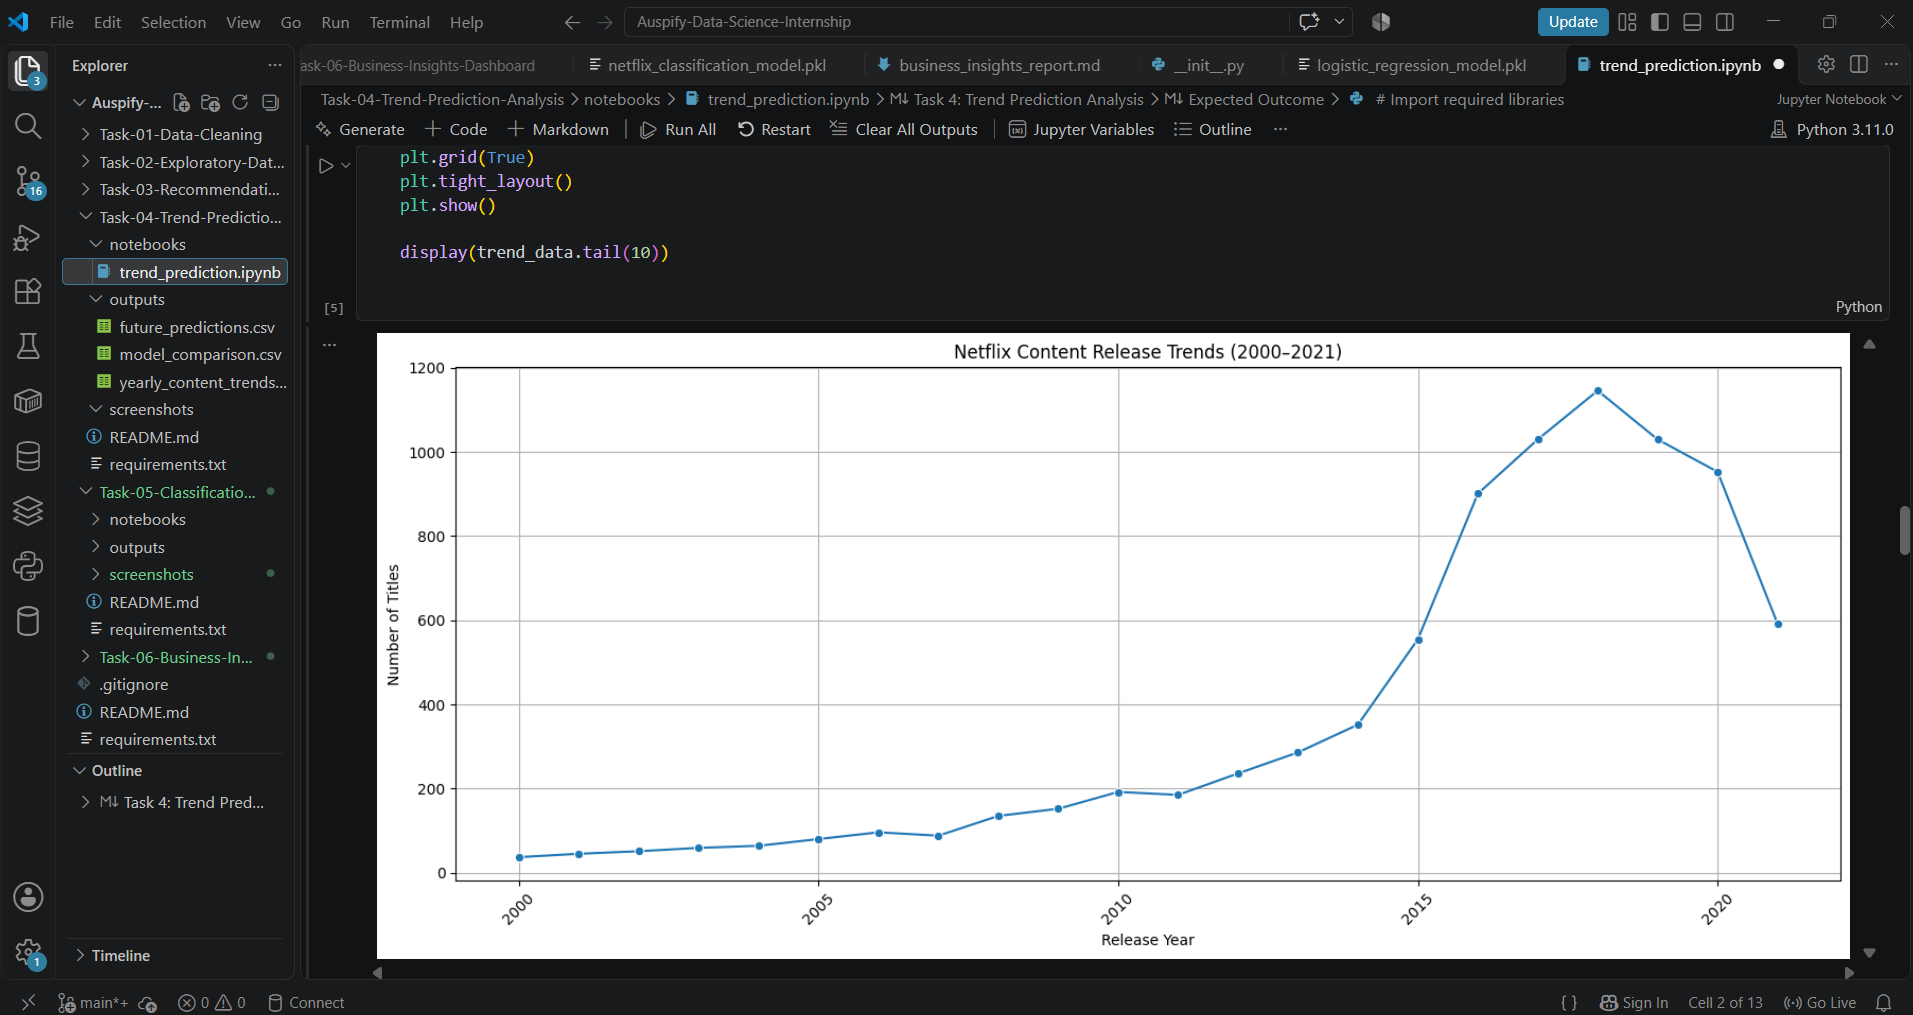 File Edit Selection View Go Run Terminal Help
Auspify-Data-Science-Internship
Update
Explorer
ask-06-Business-Insights-Dashboard
netflix_classification_model.pkl
business_insights_report.md
__init__.py
logistic_regression_model.pkl
trend_prediction.ipynb
Task-04-Trend-Prediction-Analysis > notebooks > trend_prediction.ipynb > M↓ Task 4: Trend Prediction Analysis > M↓ Expected Outcome > # Import required libraries
Jupyter Notebook
Generate + Code + Markdown Run All Restart Clear All Outputs Jupyter Variables Outline ...
Python 3.11.0
3
16
1
Auspify-...
Task-01-Data-Cleaning
Task-02-Exploratory-Dat...
Task-03-Recommendati...
Task-04-Trend-Predictio...
notebooks
trend_prediction.ipynb
outputs
future_predictions.csv
model_comparison.csv
yearly_content_trends...
screenshots
README.md
requirements.txt
Task-05-Classificatio...
notebooks
outputs
screenshots
README.md
requirements.txt
Task-06-Business-In...
.gitignore
README.md
requirements.txt
Outline
M↓ Task 4: Trend Pred...
Timeline
plt.grid(True)
plt.tight_layout()
plt.show()
display(trend_data.tail(10))
[5]
Python
Netflix Content Release Trends (2000–2021)
1200
1000
800
600
400
200
0
Number of Titles
2000 2005 2010 2015 2020
Release Year
main*+ 0 0 Connect
{ } Sign In Cell 2 of 13 Go Live